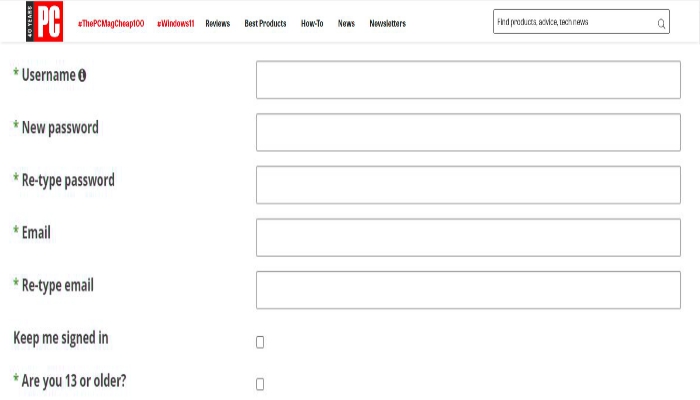 40 YEARS PC #ThePCMagCheap100 #Windows11 Reviews Best Products How-To News Newsletters Find products, advice, tech news
* Username
* New password
* Re-type password
* Email
* Re-type email
Keep me signed in
* Are you 13 or older?